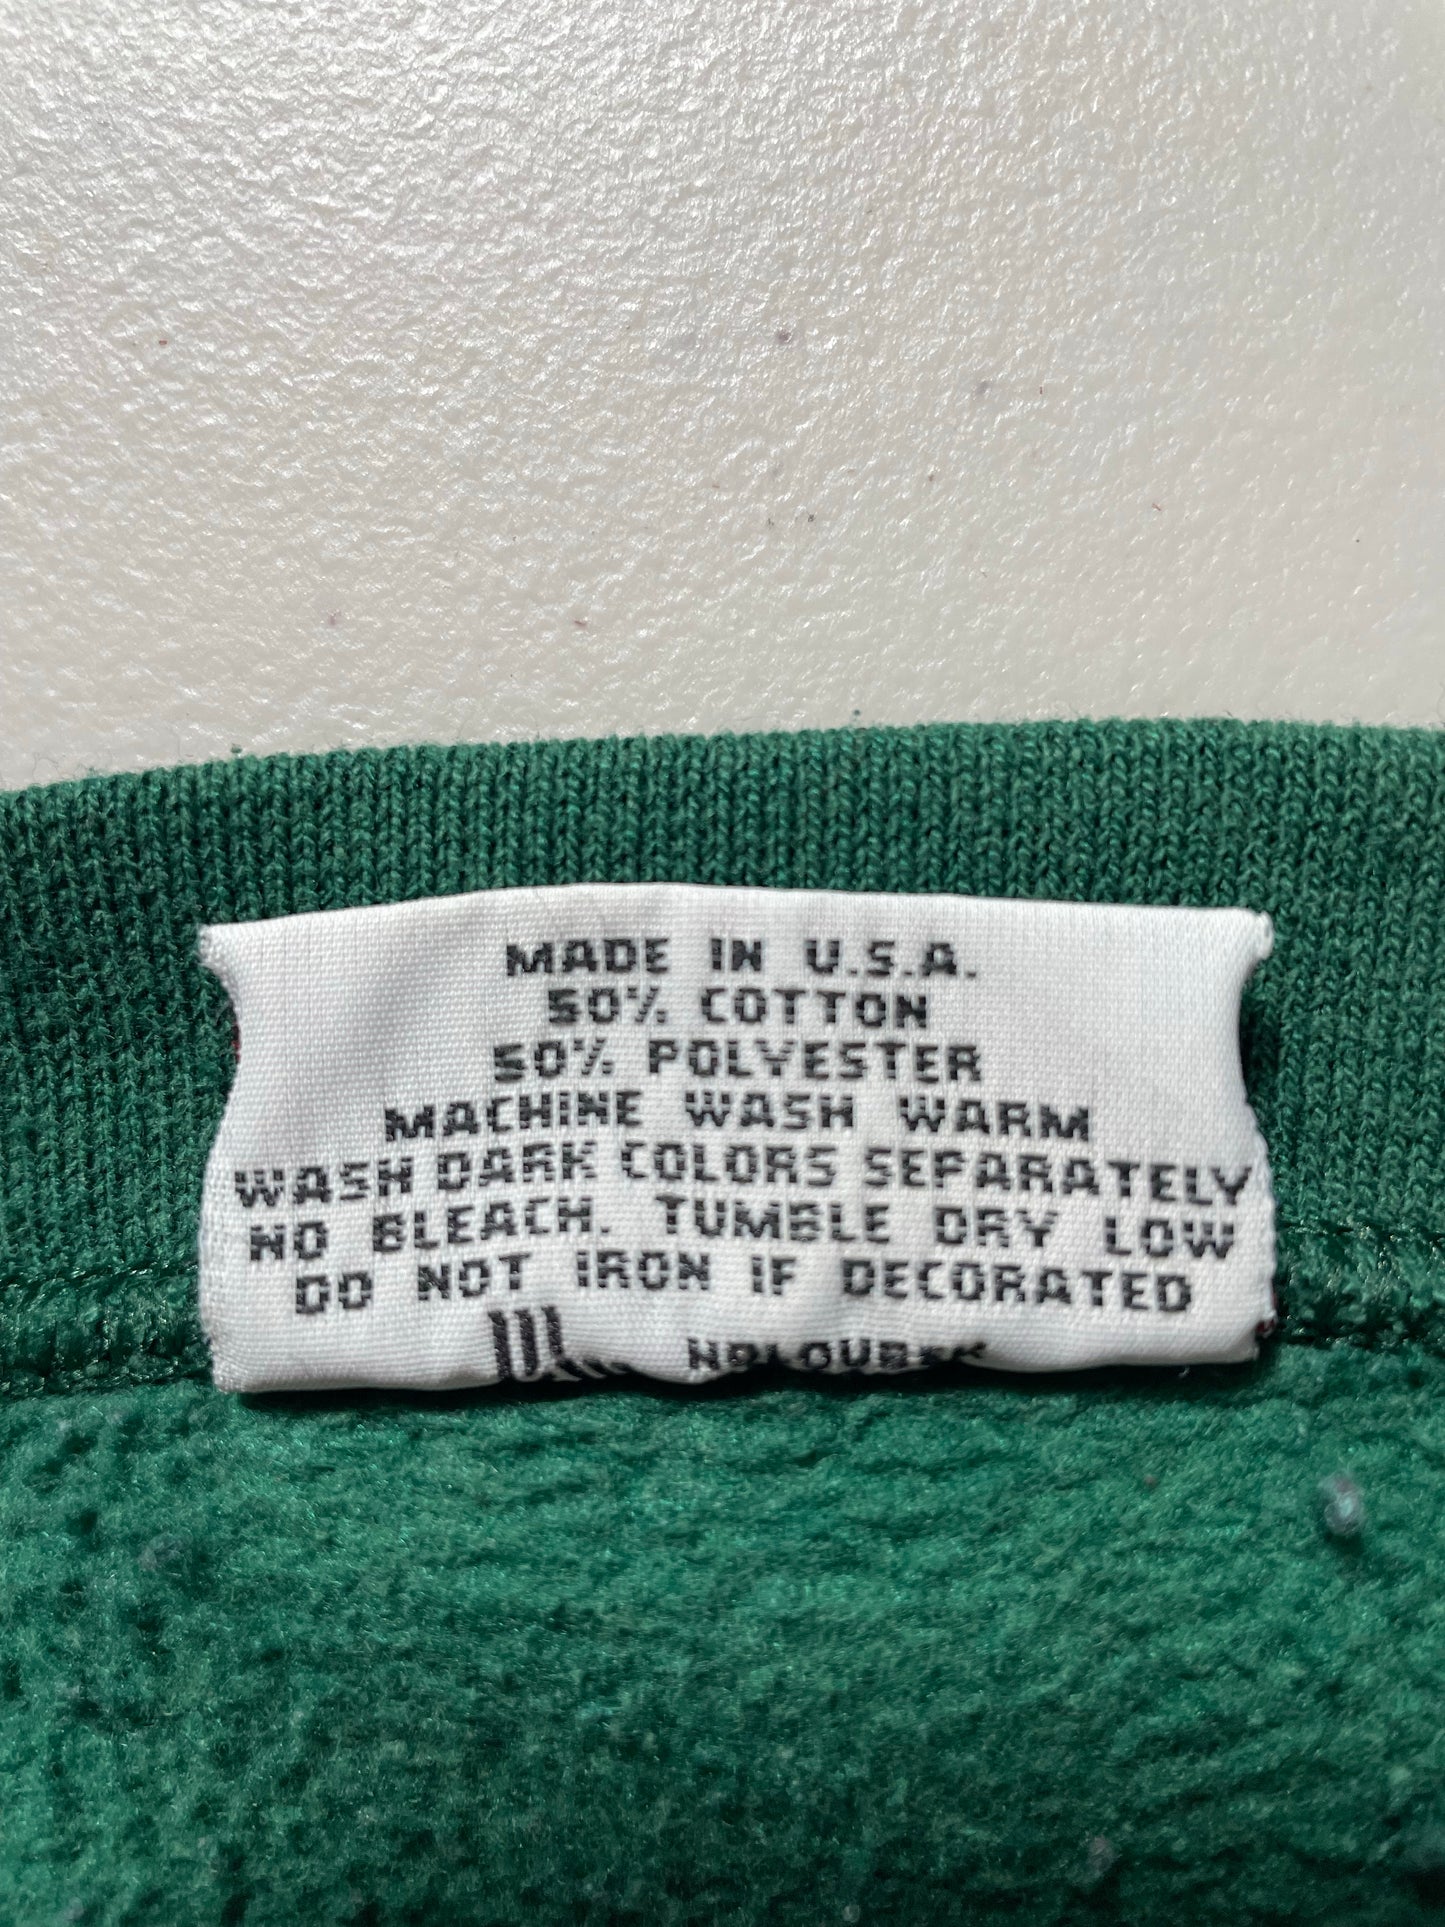 MADE IN U.S.A.
50% COTTON
50% POLYESTER
MACHINE WASH WARM
WASH DARK COLORS SEPARATELY
NO BLEACH. TUMBLE DRY LOW
DO NOT IRON IF DECORATED